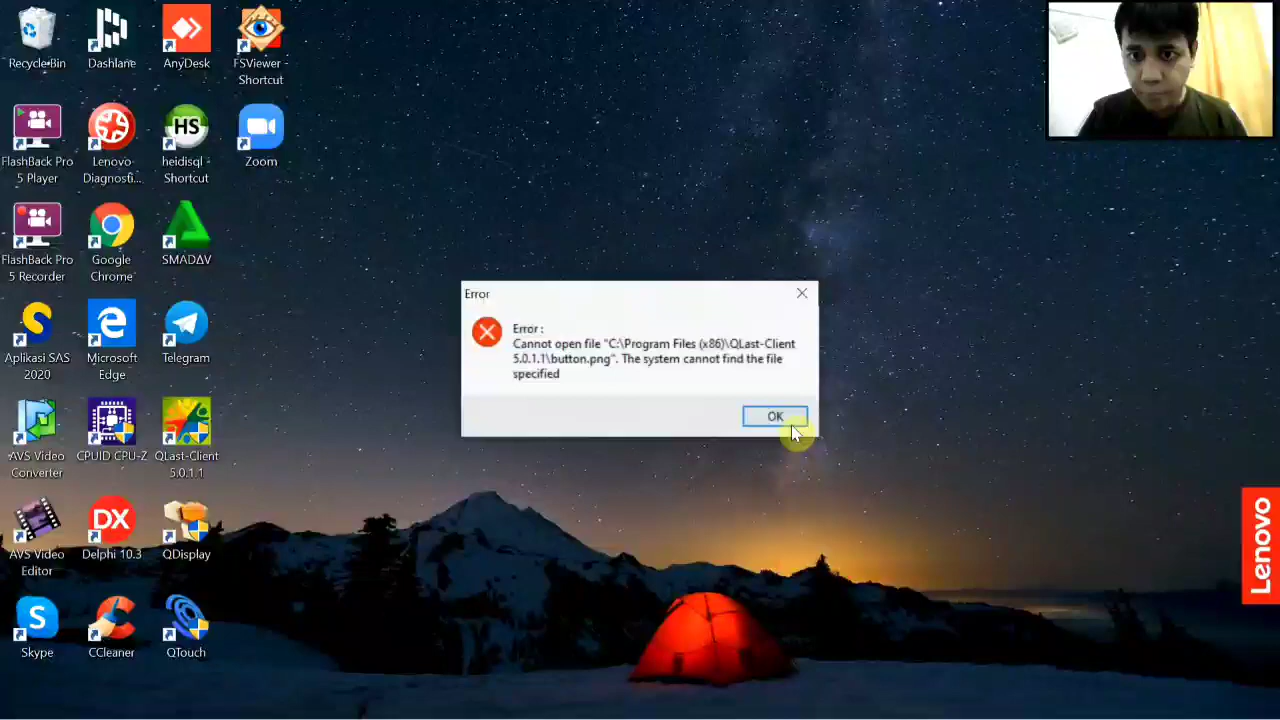 Recycle Bin
Dashlane
AnyDesk
FSViewer -
Shortcut
FlashBack Pro
5 Player
Lenovo
Diagnosti...
HS
heidisql -
Shortcut
Zoom
FlashBack Pro
5 Recorder
Google
Chrome
SMADΔV
Aplikasi SAS
2020
Microsoft
Edge
Telegram
AVS Video
Converter
CPUID CPU-Z
QLast-Client
5.0.1.1
AVS Video
Editor
DX
Delphi 10.3
QDisplay
Skype
CCleaner
QTouch
Error
Error :
Cannot open file "C:\Program Files (x86)\QLast-Client
5.0.1.1\button.png". The system cannot find the file
specified
OK
Lenovo